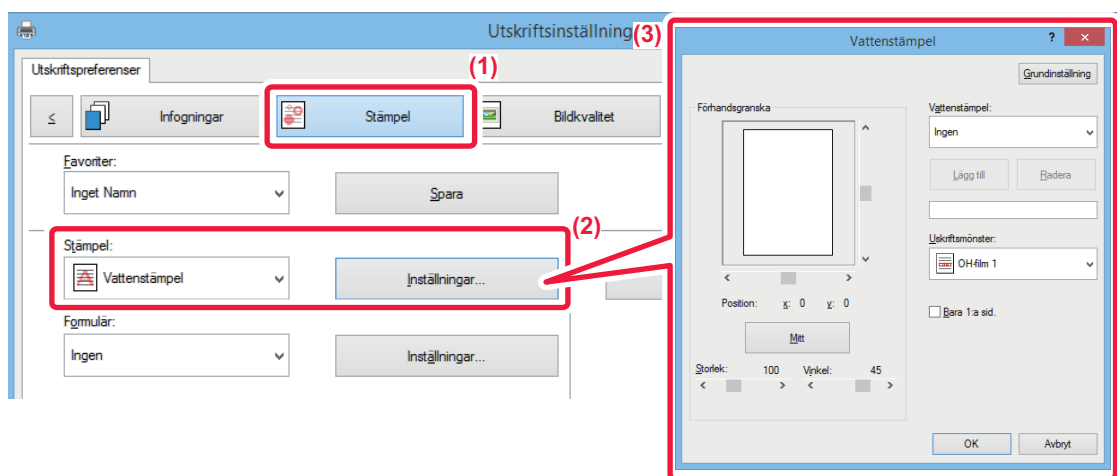 Utskriftsinställning
Utskriftspreferenser
(1)
<
Infogningar
Stämpel
Bildkvalitet
Favoriter:
Inget Namn
Spara
(2)
Stämpel:
Vattenstämpel
Inställningar...
Formulär:
Ingen
Inställningar...
(3)
Vattenstämpel
?
×
Grundinställning
Förhandsgranska
Vattenstämpel:
Ingen
Lägg till
Radera
Uskriftsmönster:
OH-film 1
Position: x: 0 y: 0
Bara 1:a sid.
Mitt
Storlek: 100 Vinkel: 45
OK
Avbryt